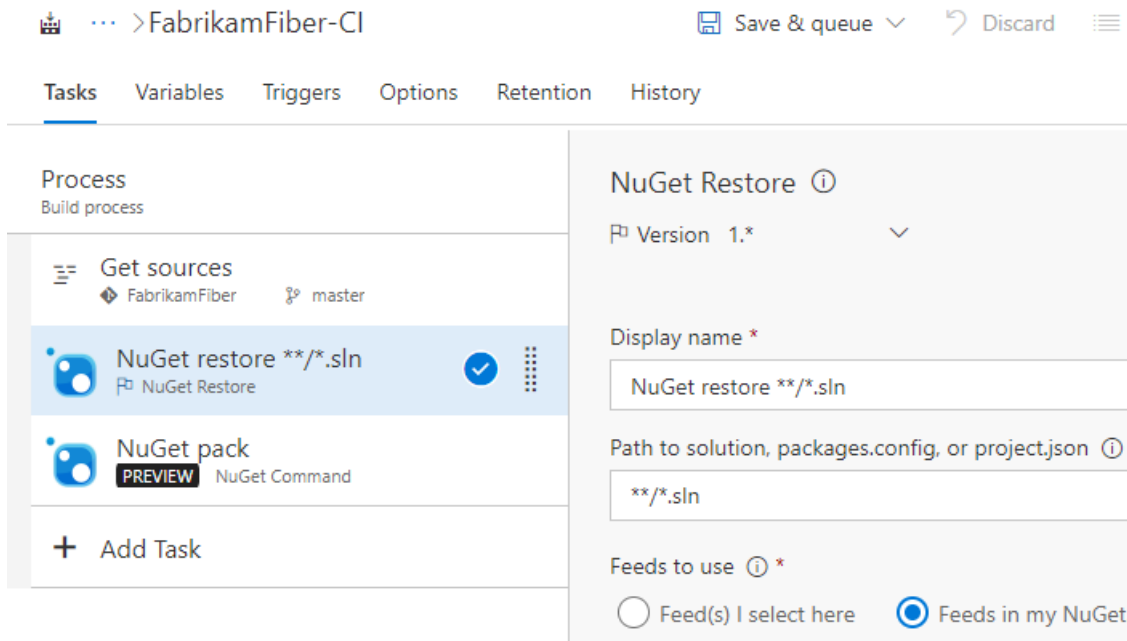 ··· >FabrikamFiber-CI
Save & queue
Discard
Tasks Variables Triggers Options Retention History
Process
Build process
Get sources
FabrikamFiber master
NuGet restore **/*.sln
NuGet Restore
NuGet pack
PREVIEW NuGet Command
+ Add Task
NuGet Restore
Version 1.*
Display name *
NuGet restore **/*.sln
Path to solution, packages.config, or project.json
**/*.sln
Feeds to use *
Feed(s) I select here Feeds in my NuGet